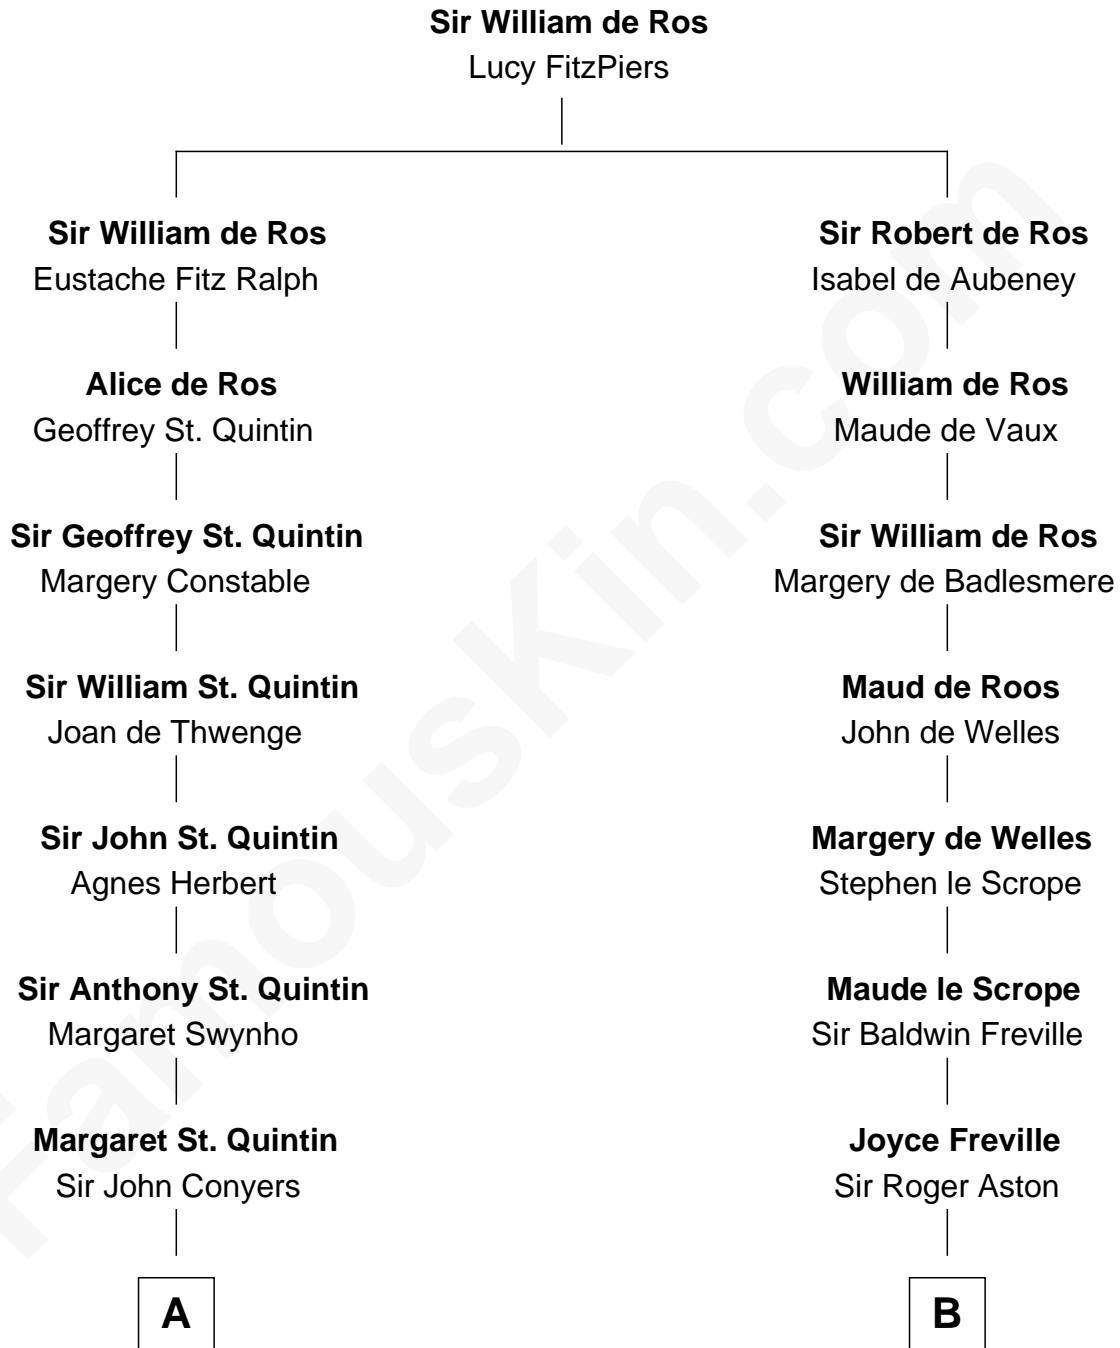 Sir William de Ros
Lucy FitzPiers
Sir William de Ros
Eustache Fitz Ralph
Alice de Ros
Geoffrey St. Quintin
Sir Geoffrey St. Quintin
Margery Constable
Sir William St. Quintin
Joan de Thwenge
Sir John St. Quintin
Agnes Herbert
Sir Anthony St. Quintin
Margaret Swynho
Margaret St. Quintin
Sir John Conyers
A
Sir Robert de Ros
Isabel de Aubeney
William de Ros
Maude de Vaux
Sir William de Ros
Margery de Badlesmere
Maud de Roos
John de Welles
Margery de Welles
Stephen le Scrope
Maude le Scrope
Sir Baldwin Freville
Joyce Freville
Sir Roger Aston
B
FamousKin.com